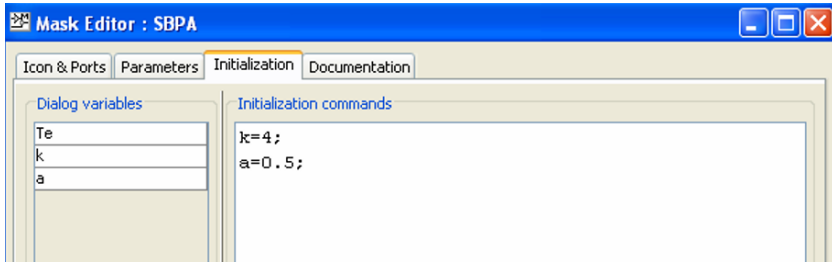 Mask Editor : SBPA
Icon & Ports Parameters Initialization Documentation
Dialog variables
Te
k
a
Initialization commands
k=4;
a=0.5;